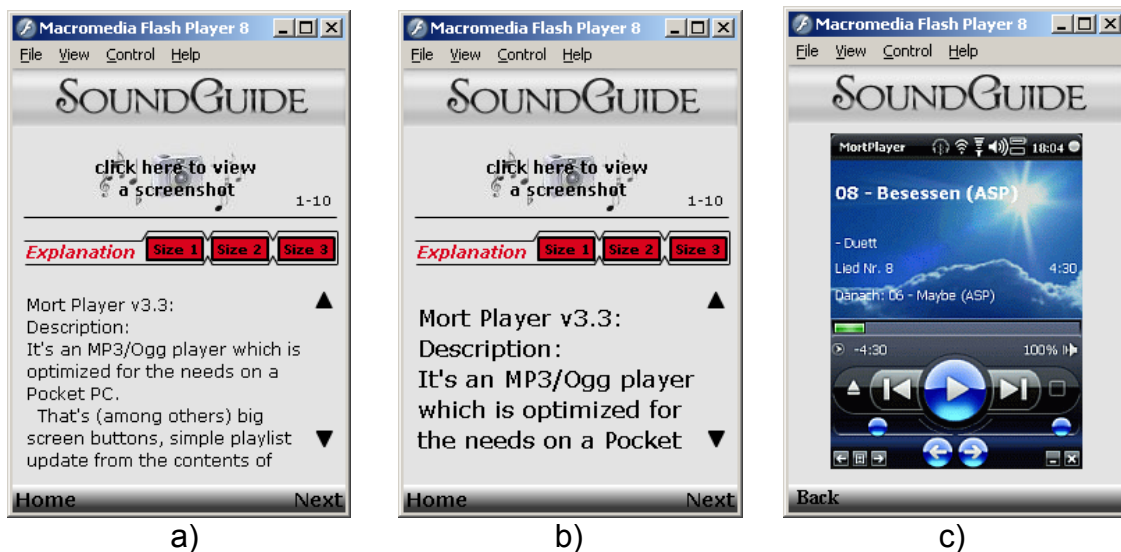 Macromedia Flash Player 8
File View Control Help
SOUNDGUIDE
click here to view
a screenshot
1-10
Explanation Size 1 Size 2 Size 3
Mort Player v3.3:
Description:
It's an MP3/Ogg player which is
optimized for the needs on a
Pocket PC.
That's (among others) big
screen buttons, simple playlist
update from the contents of
Home Next
a)
Macromedia Flash Player 8
File View Control Help
SOUNDGUIDE
click here to view
a screenshot
1-10
Explanation Size 1 Size 2 Size 3
Mort Player v3.3:
Description:
It's an MP3/Ogg player
which is optimized for
the needs on a Pocket
Home Next
b)
Macromedia Flash Player 8
File View Control Help
SOUNDGUIDE
MortPlayer 18:04
08 - Besessen (ASP)
- Duett
Lied Nr. 8 4:30
Danach: 06 - Maybe (ASP)
-4:30 100%
Back
c)